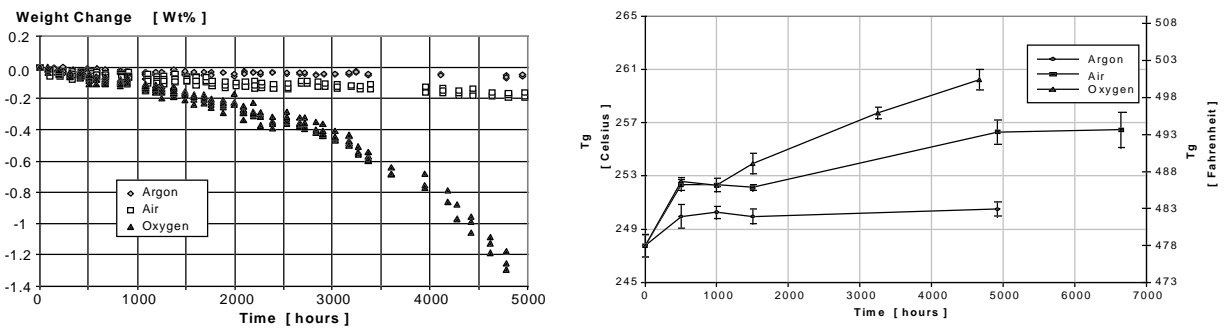 Weight Change [ Wt% ]
0.2
0.0
-0.2
-0.4
-0.6
-0.8
-1
-1.2
-1.4
Argon
Air
Oxygen
0 1000 2000 3000 4000 5000
Time [ hours ]
265
261
257
253
249
245
Tg
[ Celsius ]
Argon
Air
Oxygen
508
503
498
493
488
483
478
473
Tg
[ Fahrenheit ]
0 1000 2000 3000 4000 5000 6000 7000
Time [ hours ]